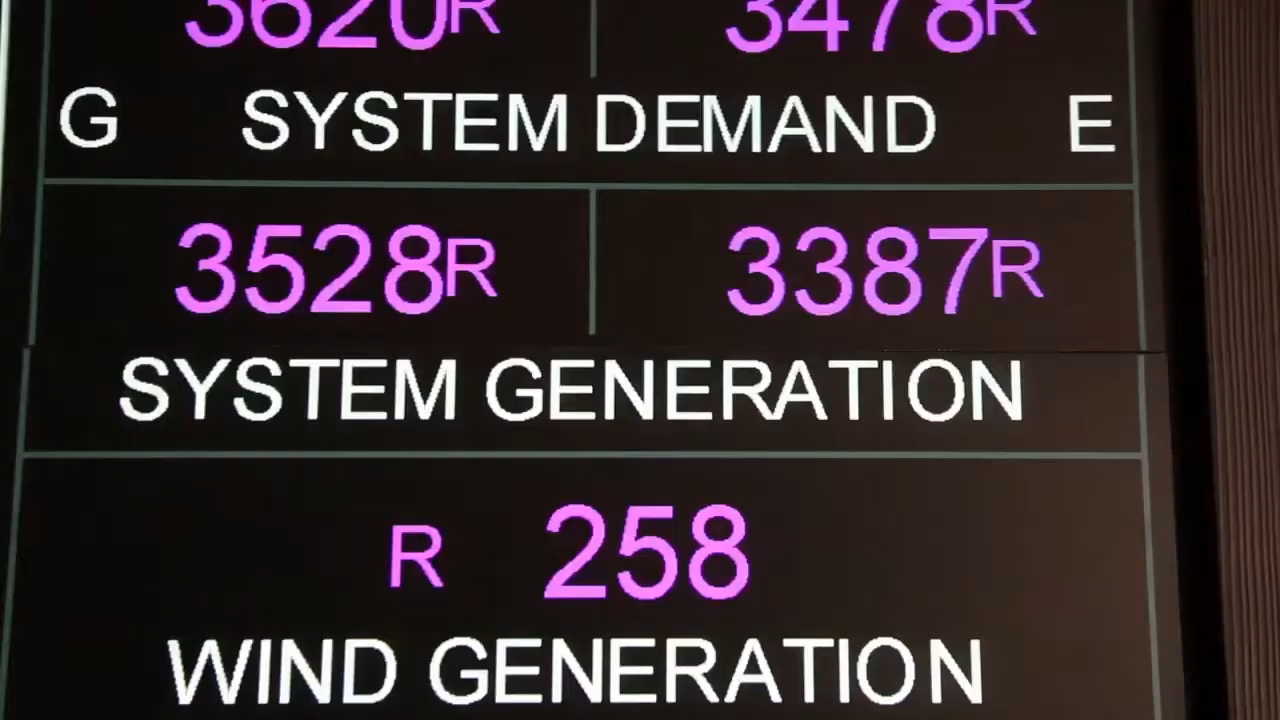 3620R 3478R
G SYSTEM DEMAND E
3528R 3387R
SYSTEM GENERATION
R 258
WIND GENERATION